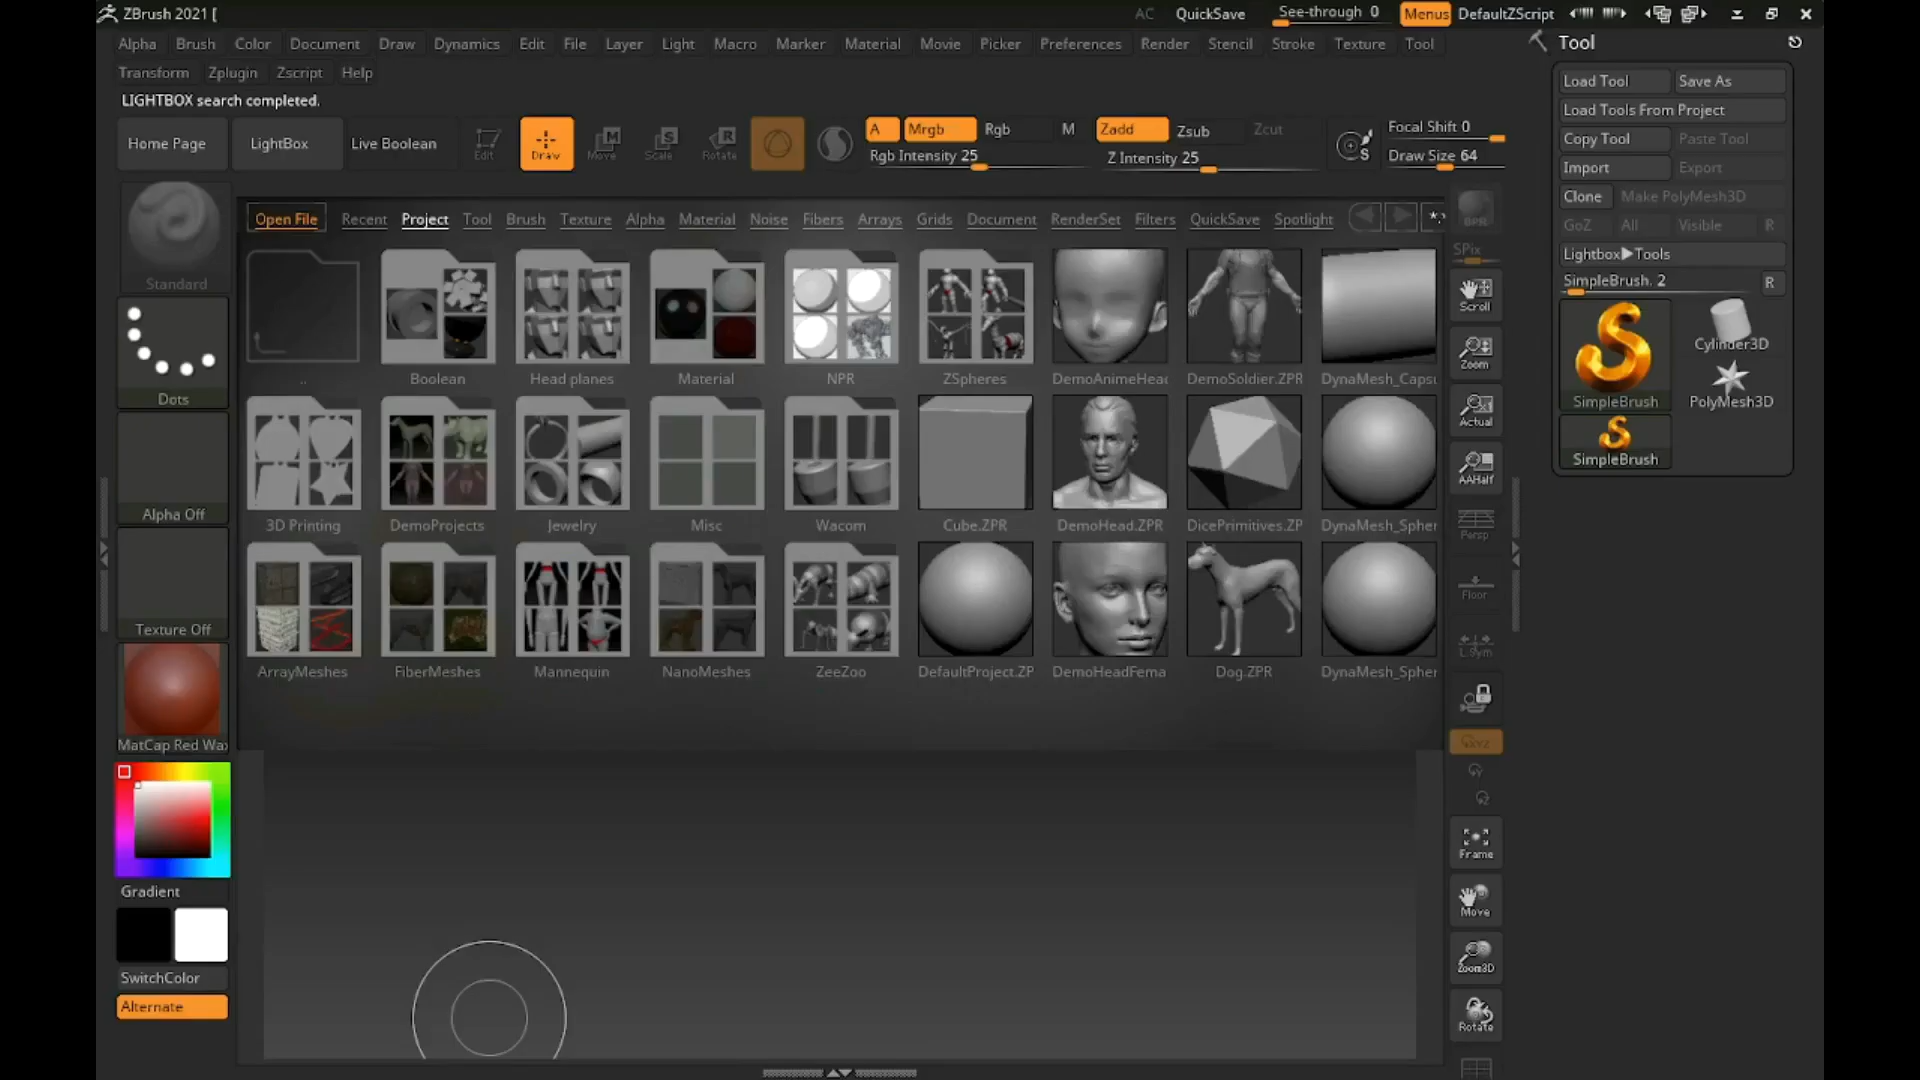 ZBrush 2021 [
AC QuickSave See-through 0 Menus DefaultZScript
Alpha Brush Color Document Draw Dynamics Edit File Layer Light Macro Marker Material Movie Picker Preferences Render Stencil Stroke Texture Tool
Transform Zplugin Zscript Help
LIGHTBOX search completed.
Home Page LightBox Live Boolean Edit Draw Move Scale Rotate
A Mrgb Rgb M
Rgb Intensity 25
Zadd Zsub Zcut
Z Intensity 25
S
Focal Shift 0
Draw Size 64
Open File Recent Project Tool Brush Texture Alpha Material Noise Fibers Arrays Grids Document RenderSet Filters QuickSave Spotlight
.. Boolean Head planes Material NPR ZSpheres DemoAnimeHead DemoSoldier.ZPR DynaMesh_Capsu
3D Printing DemoProjects Jewelry Misc Wacom Cube.ZPR DemoHead.ZPR DicePrimitives.ZP DynaMesh_Spher
ArrayMeshes FiberMeshes Mannequin NanoMeshes ZeeZoo DefaultProject.ZP DemoHeadFema Dog.ZPR DynaMesh_Spher
Standard
Dots
Alpha Off
Texture Off
MatCap Red Wax
Gradient
SwitchColor
Alternate
BPR
SPix
Scroll
Zoom
Actual
AAHalf
Persp
Floor
L.Sym
Frame
Move
Zoom3D
Rotate
Tool
Load Tool Save As
Load Tools From Project
Copy Tool Paste Tool
Import Export
Clone Make PolyMesh3D
GoZ All Visible R
Lightbox▶Tools
SimpleBrush. 2 R
Cylinder3D
SimpleBrush PolyMesh3D
SimpleBrush